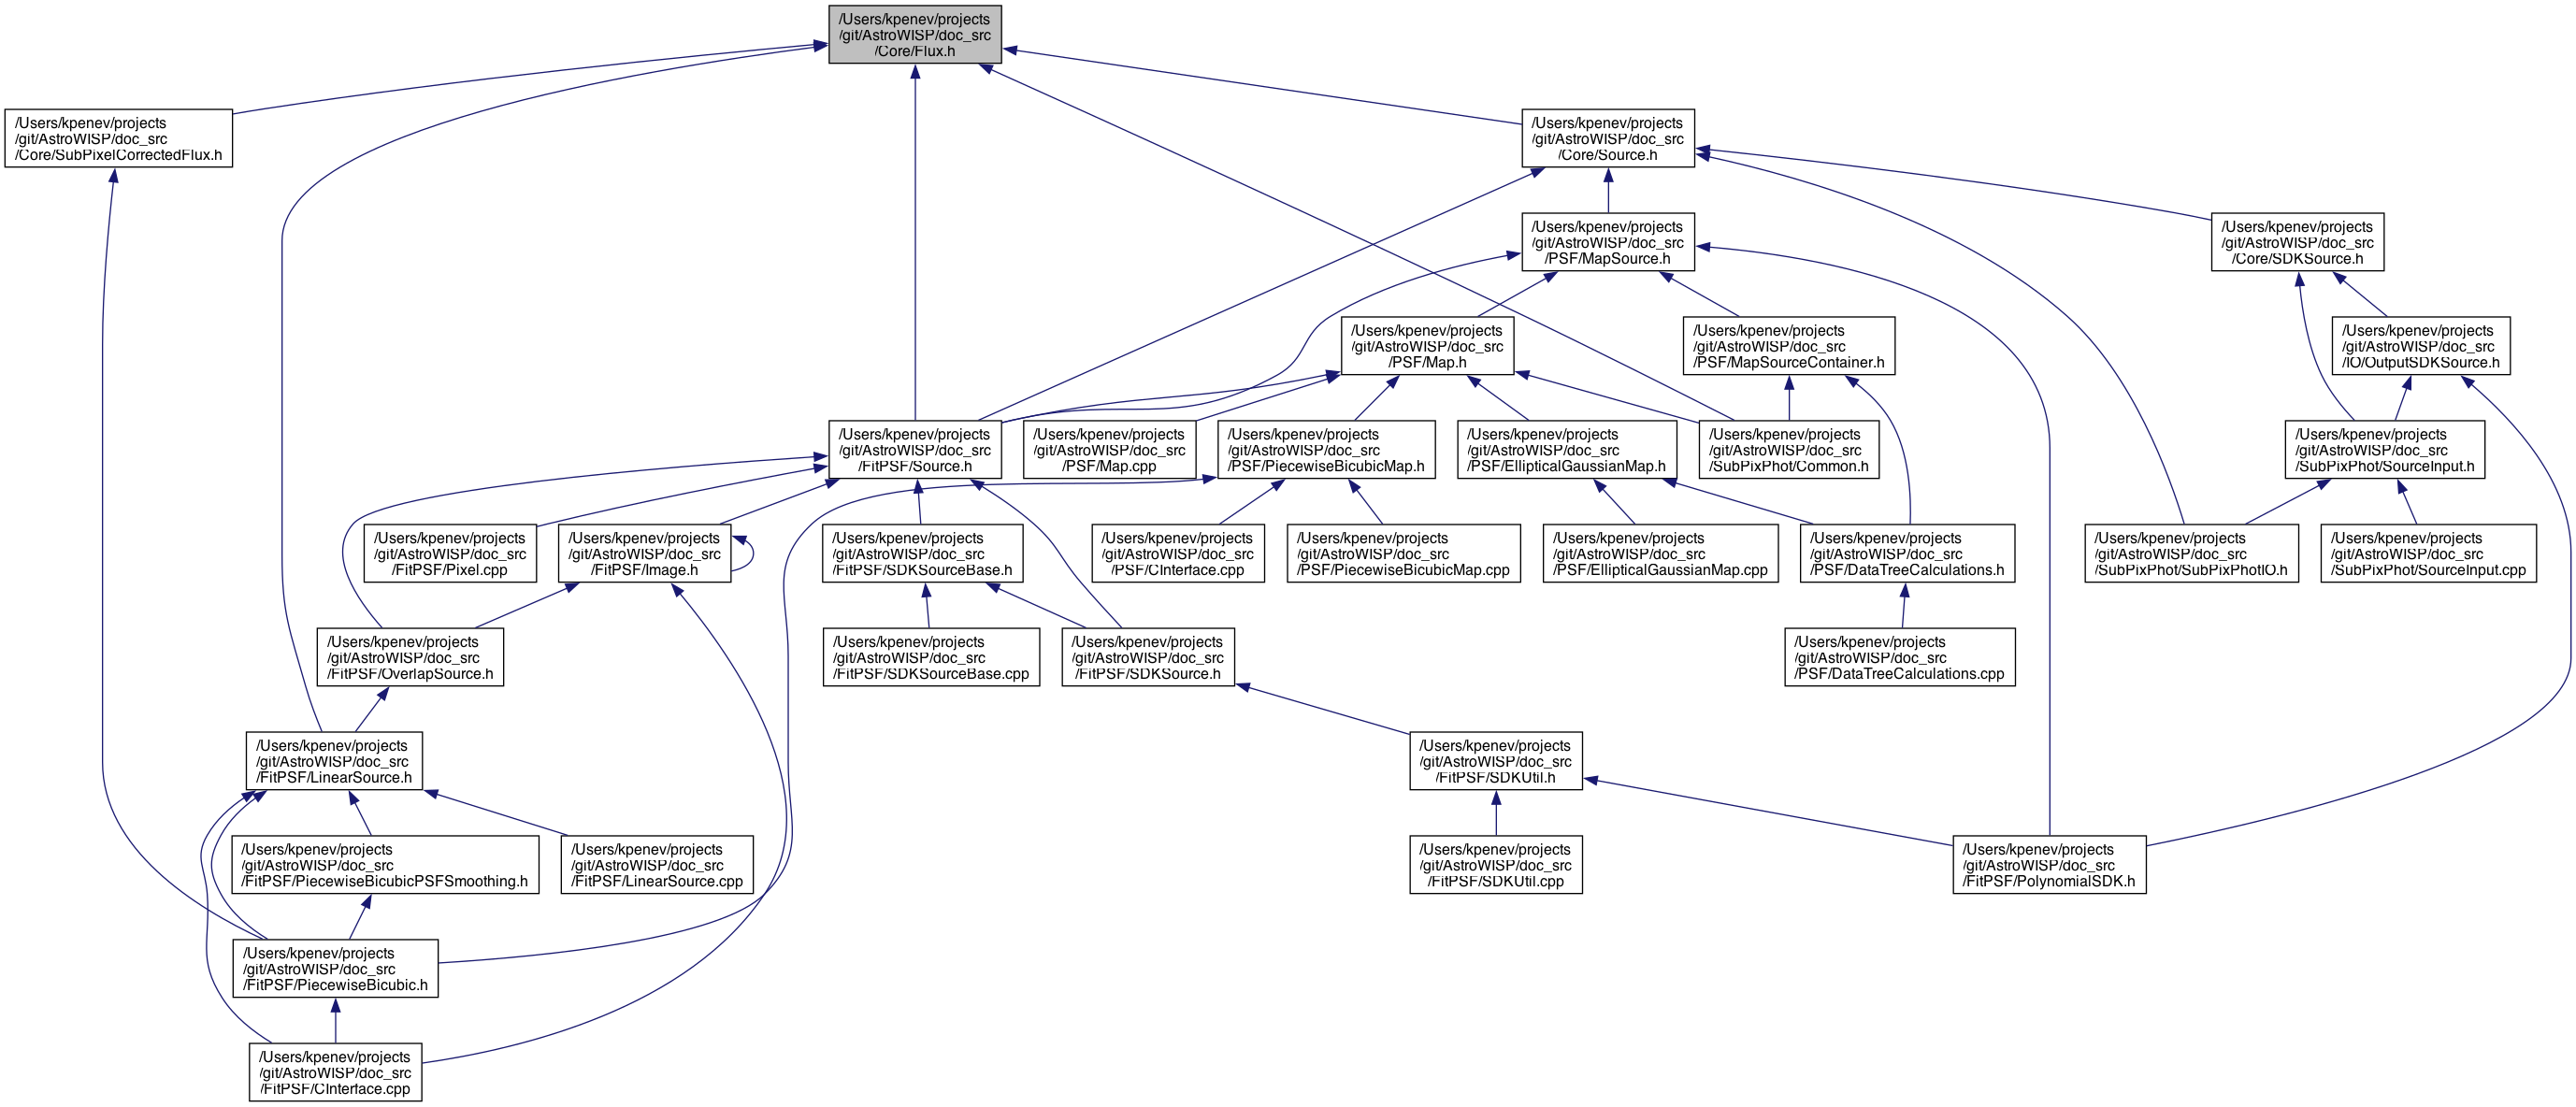 /Users/kpenev/projects
/git/AstroWISP/doc_src
/Core/Flux.h
/Users/kpenev/projects
/git/AstroWISP/doc_src
/Core/SubPixelCorrectedFlux.h
/Users/kpenev/projects
/git/AstroWISP/doc_src
/Core/Source.h
/Users/kpenev/projects
/git/AstroWISP/doc_src
/PSF/MapSource.h
/Users/kpenev/projects
/git/AstroWISP/doc_src
/Core/SDKSource.h
/Users/kpenev/projects
/git/AstroWISP/doc_src
/PSF/Map.h
/Users/kpenev/projects
/git/AstroWISP/doc_src
/PSF/MapSourceContainer.h
/Users/kpenev/projects
/git/AstroWISP/doc_src
/IO/OutputSDKSource.h
/Users/kpenev/projects
/git/AstroWISP/doc_src
/FitPSF/Source.h
/Users/kpenev/projects
/git/AstroWISP/doc_src
/PSF/Map.cpp
/Users/kpenev/projects
/git/AstroWISP/doc_src
/PSF/PiecewiseBicubicMap.h
/Users/kpenev/projects
/git/AstroWISP/doc_src
/PSF/EllipticalGaussianMap.h
/Users/kpenev/projects
/git/AstroWISP/doc_src
/SubPixPhot/Common.h
/Users/kpenev/projects
/git/AstroWISP/doc_src
/SubPixPhot/SourceInput.h
/Users/kpenev/projects
/git/AstroWISP/doc_src
/FitPSF/Pixel.cpp
/Users/kpenev/projects
/git/AstroWISP/doc_src
/FitPSF/Image.h
/Users/kpenev/projects
/git/AstroWISP/doc_src
/FitPSF/SDKSourceBase.h
/Users/kpenev/projects
/git/AstroWISP/doc_src
/PSF/CInterface.cpp
/Users/kpenev/projects
/git/AstroWISP/doc_src
/PSF/PiecewiseBicubicMap.cpp
/Users/kpenev/projects
/git/AstroWISP/doc_src
/PSF/EllipticalGaussianMap.cpp
/Users/kpenev/projects
/git/AstroWISP/doc_src
/PSF/DataTreeCalculations.h
/Users/kpenev/projects
/git/AstroWISP/doc_src
/SubPixPhot/SubPixPhotIO.h
/Users/kpenev/projects
/git/AstroWISP/doc_src
/SubPixPhot/SourceInput.cpp
/Users/kpenev/projects
/git/AstroWISP/doc_src
/FitPSF/OverlapSource.h
/Users/kpenev/projects
/git/AstroWISP/doc_src
/FitPSF/SDKSourceBase.cpp
/Users/kpenev/projects
/git/AstroWISP/doc_src
/FitPSF/SDKSource.h
/Users/kpenev/projects
/git/AstroWISP/doc_src
/PSF/DataTreeCalculations.cpp
/Users/kpenev/projects
/git/AstroWISP/doc_src
/FitPSF/LinearSource.h
/Users/kpenev/projects
/git/AstroWISP/doc_src
/FitPSF/SDKUtil.h
/Users/kpenev/projects
/git/AstroWISP/doc_src
/FitPSF/PiecewiseBicubicPSFSmoothing.h
/Users/kpenev/projects
/git/AstroWISP/doc_src
/FitPSF/LinearSource.cpp
/Users/kpenev/projects
/git/AstroWISP/doc_src
/FitPSF/SDKUtil.cpp
/Users/kpenev/projects
/git/AstroWISP/doc_src
/FitPSF/PolynomialSDK.h
/Users/kpenev/projects
/git/AstroWISP/doc_src
/FitPSF/PiecewiseBicubic.h
/Users/kpenev/projects
/git/AstroWISP/doc_src
/FitPSF/CInterface.cpp